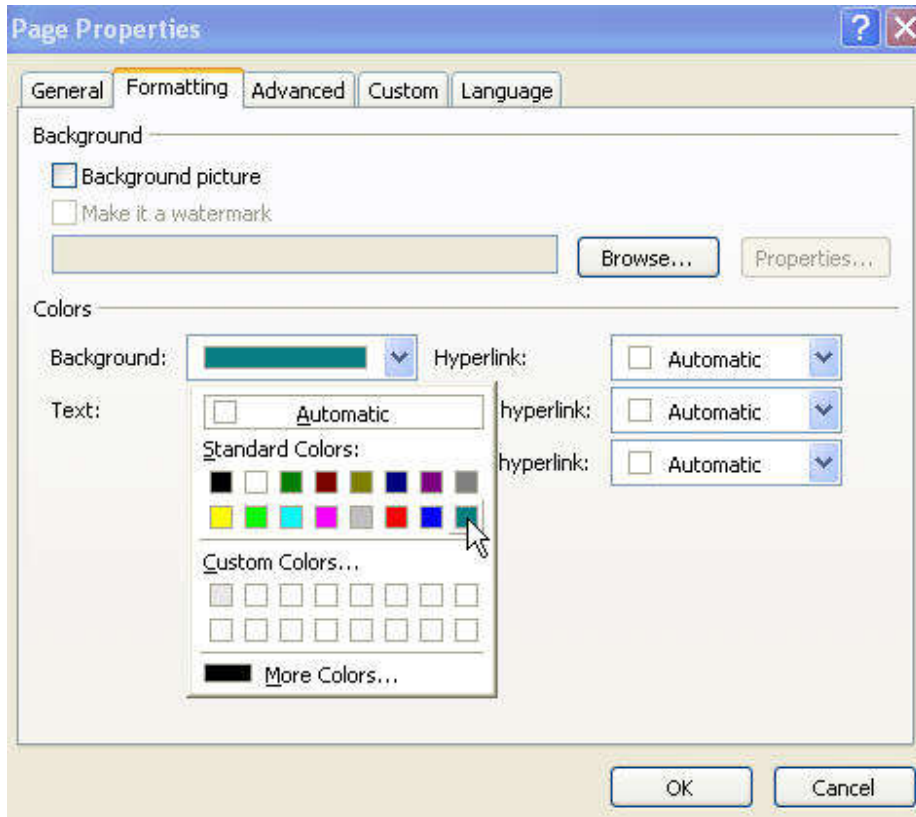 Page Properties
General Formatting Advanced Custom Language
Background
Background picture
Make it a watermark
Browse... Properties...
Colors
Background: Hyperlink: Automatic
Text: Automatic hyperlink: Automatic
Standard Colors:
hyperlink: Automatic
Custom Colors...
More Colors...
OK Cancel